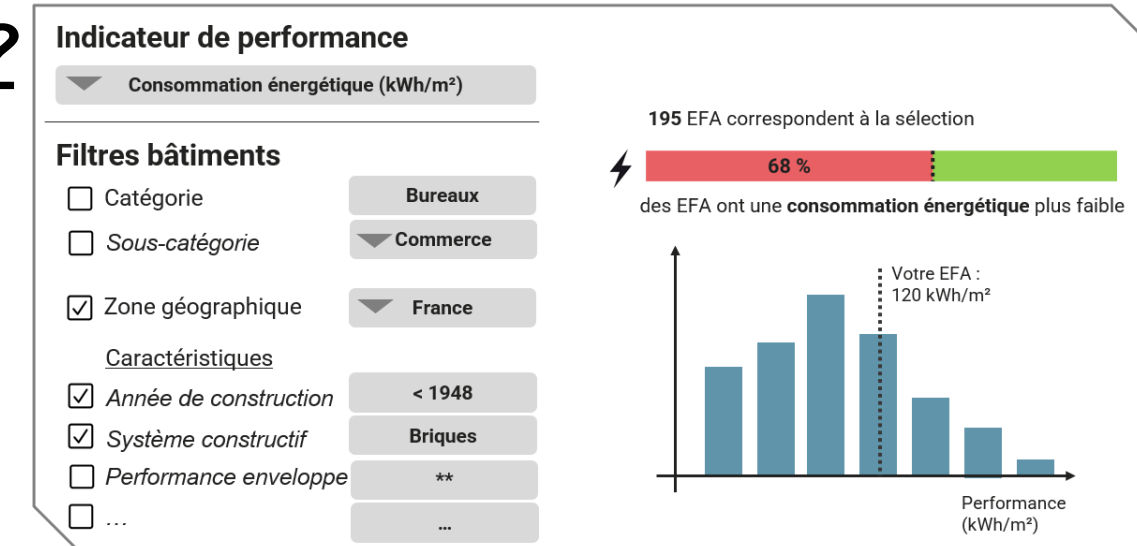 2
Indicateur de performance
Consommation énergétique (kWh/m²)
Filtres bâtiments
Catégorie
Bureaux
Sous-catégorie
Commerce
Zone géographique
France
Caractéristiques
Année de construction
< 1948
Système constructif
Briques
Performance enveloppe
**
...
...
195 EFA correspondent à la sélection
68 %
des EFA ont une consommation énergétique plus faible
Votre EFA :
120 kWh/m²
Performance
(kWh/m²)